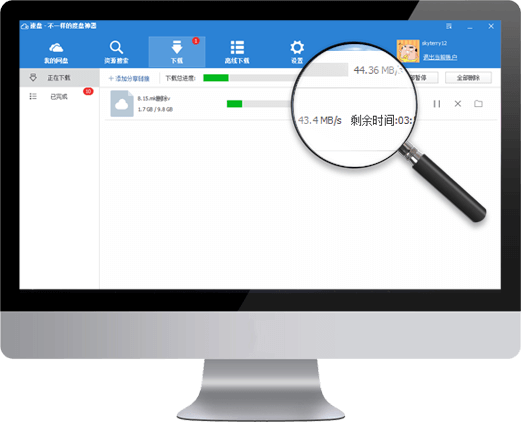 速盘 - 不一样的搜盘神器
我的网盘
资源搜索
下载
1
离线下载
设置
skyterry12
退出当前账户
正在下载
+ 添加分享链接
下载总进度:
44.36 MB/
暂停
全部删除
已完成
10
8.15.mk删除v
1.7 GB / 9.8 GB
43.4 MB/s 剩余时间:03: